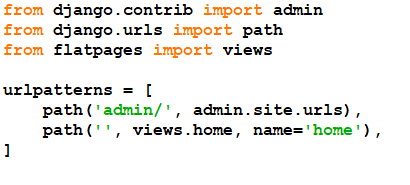 from django.contrib import admin
from django.urls import path
from flatpages import views

urlpatterns = [
    path('admin/', admin.site.urls),
    path('', views.home, name='home'),
]